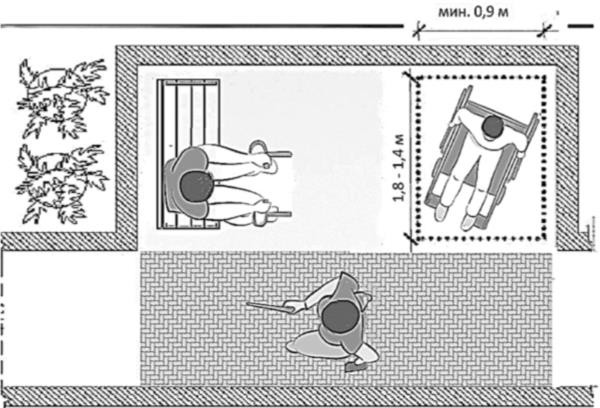 мин. 0,9 м
1,8 - 1,4 м